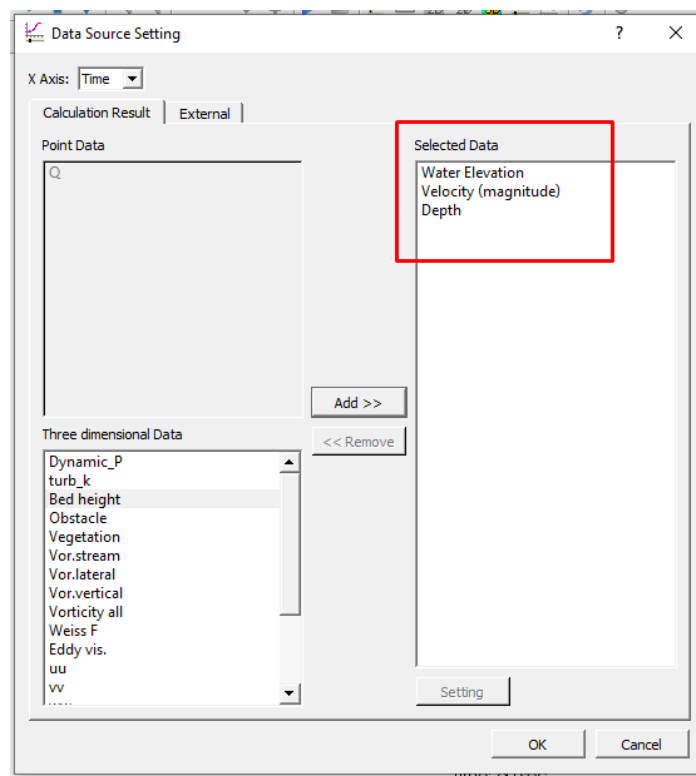 Data Source Setting
?
X Axis: Time
Calculation Result
External
Point Data
Q
Selected Data
Water Elevation
Velocity (magnitude)
Depth
Add >>
<< Remove
Three dimensional Data
Dynamic_P
turb_k
Bed height
Obstacle
Vegetation
Vor.stream
Vor.lateral
Vor.vertical
Vorticity all
Weiss F
Eddy vis.
uu
vv
Setting
OK
Cancel